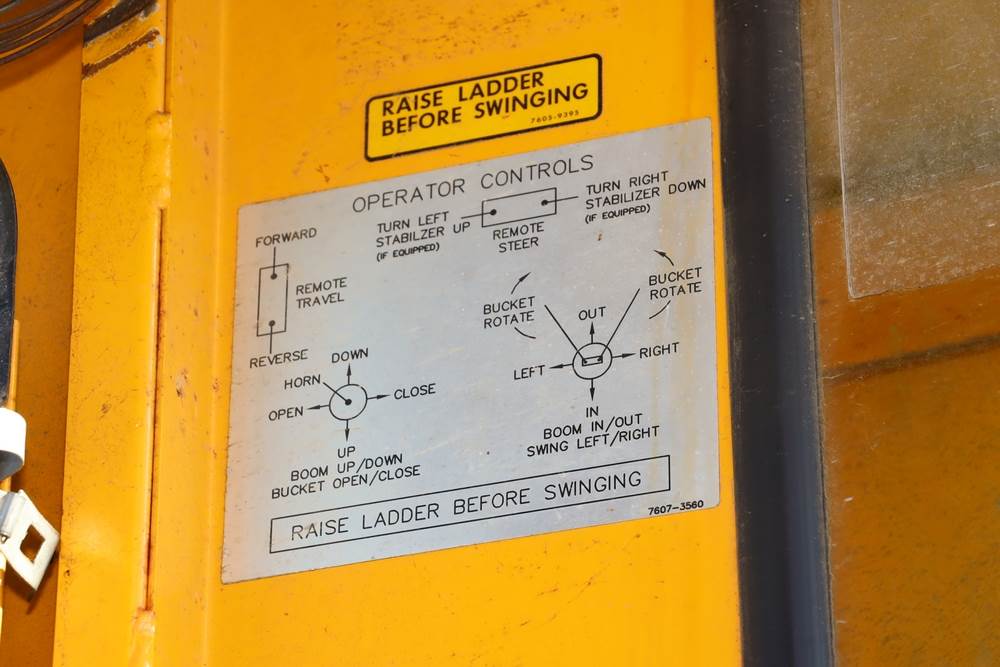 RAISE LADDER
BEFORE SWINGING
7605-9395
OPERATOR CONTROLS
TURN LEFT
STABILZER UP
(IF EQUIPPED)
REMOTE
STEER
TURN RIGHT
STABILIZER DOWN
(IF EQUIPPED)
FORWARD
REMOTE
TRAVEL
REVERSE
BUCKET
ROTATE
BUCKET
ROTATE
OUT
LEFT
RIGHT
IN
BOOM IN/OUT
SWING LEFT/RIGHT
DOWN
HORN
OPEN
CLOSE
UP
BOOM UP/DOWN
BUCKET OPEN/CLOSE
RAISE LADDER BEFORE SWINGING
7607-3560